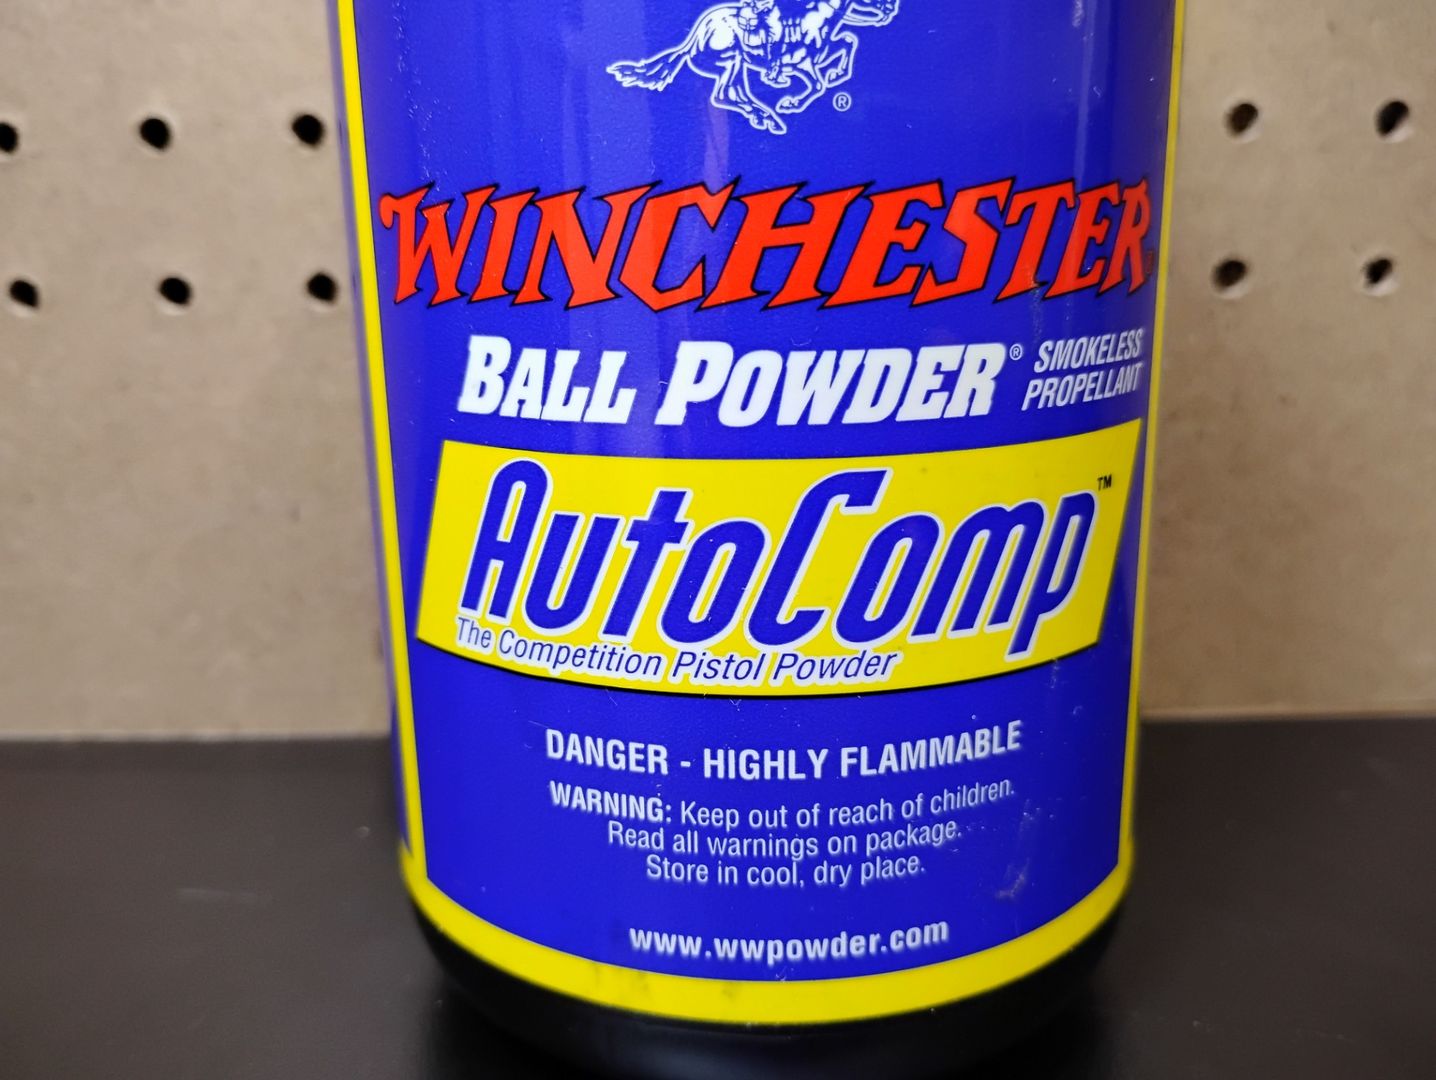 ®
WINCHESTER®
BALL POWDER® SMOKELESS
PROPELLANT
AutoComp™
The Competition Pistol Powder
DANGER - HIGHLY FLAMMABLE
WARNING: Keep out of reach of children.
Read all warnings on package.
Store in cool, dry place.
www.wwpowder.com